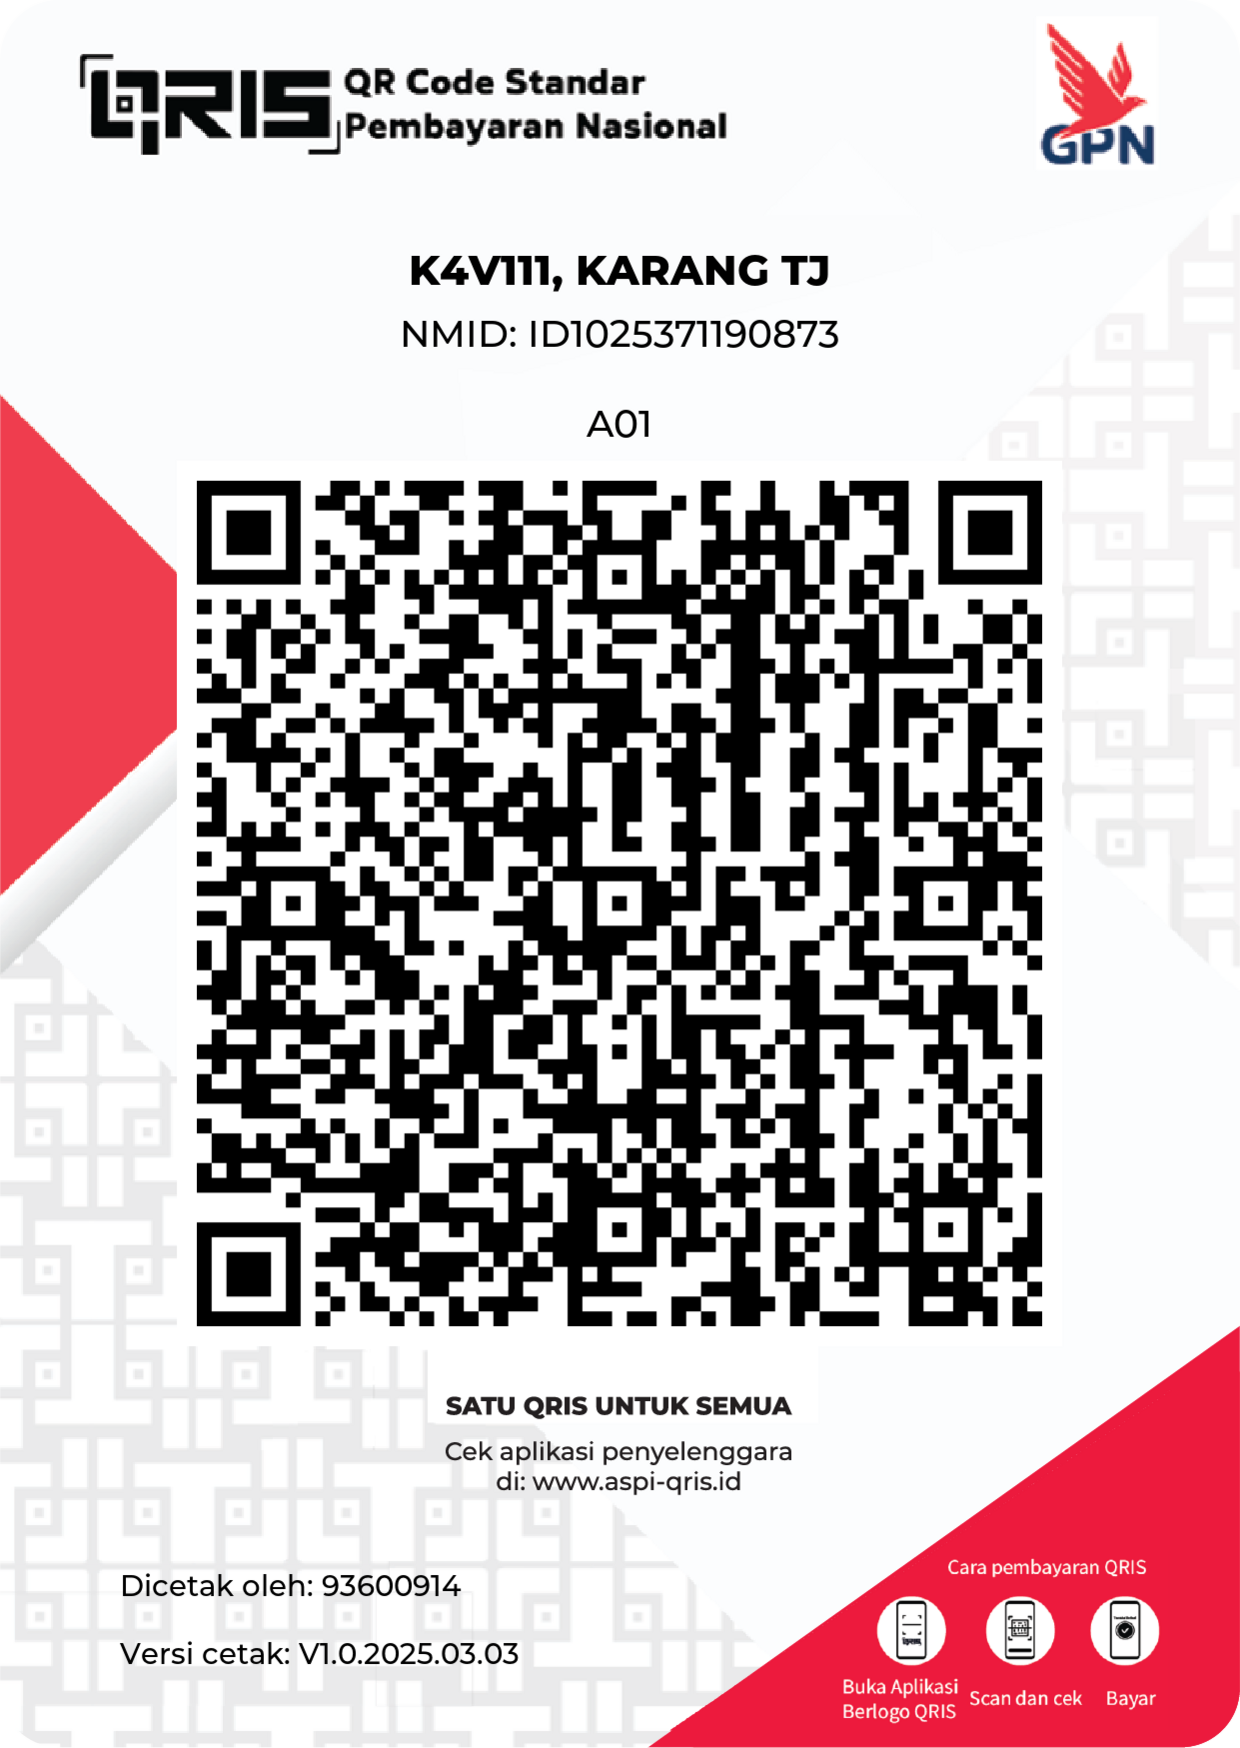 QRIS
QR Code Standar
Pembayaran Nasional
GPN
K4V111, KARANG TJ
NMID: ID1025371190873
A01
SATU QRIS UNTUK SEMUA
Cek aplikasi penyelenggara
di: www.aspi-qris.id
Dicetak oleh: 93600914
Versi cetak: V1.0.2025.03.03
Cara pembayaran QRIS
Buka Aplikasi
Berlogo QRIS
Scan dan cek
Bayar